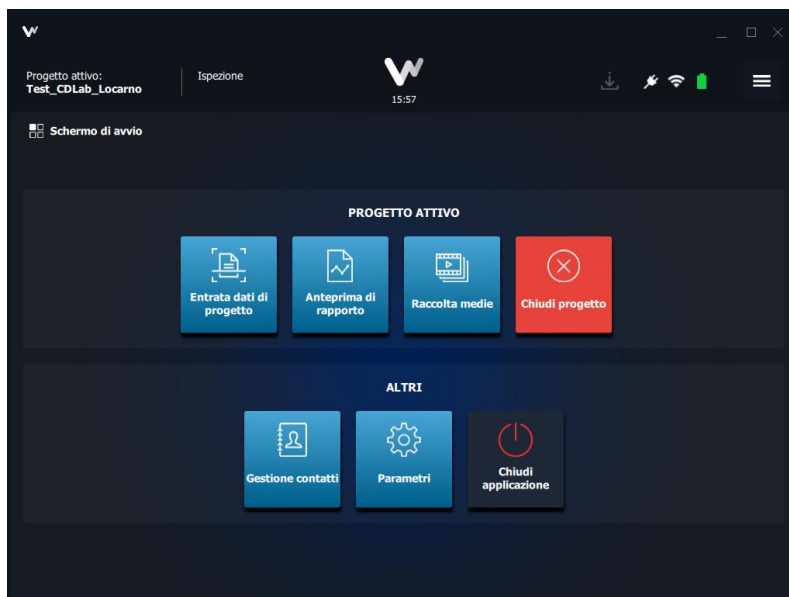 Progetto attivo:
Test_CDLab_Locarno
Ispezione
15:57
Schermo di avvio
PROGETTO ATTIVO
Entrata dati di
progetto
Anteprima di
rapporto
Raccolta medie
Chiudi progetto
ALTRI
Gestione contatti
Parametri
Chiudi
applicazione